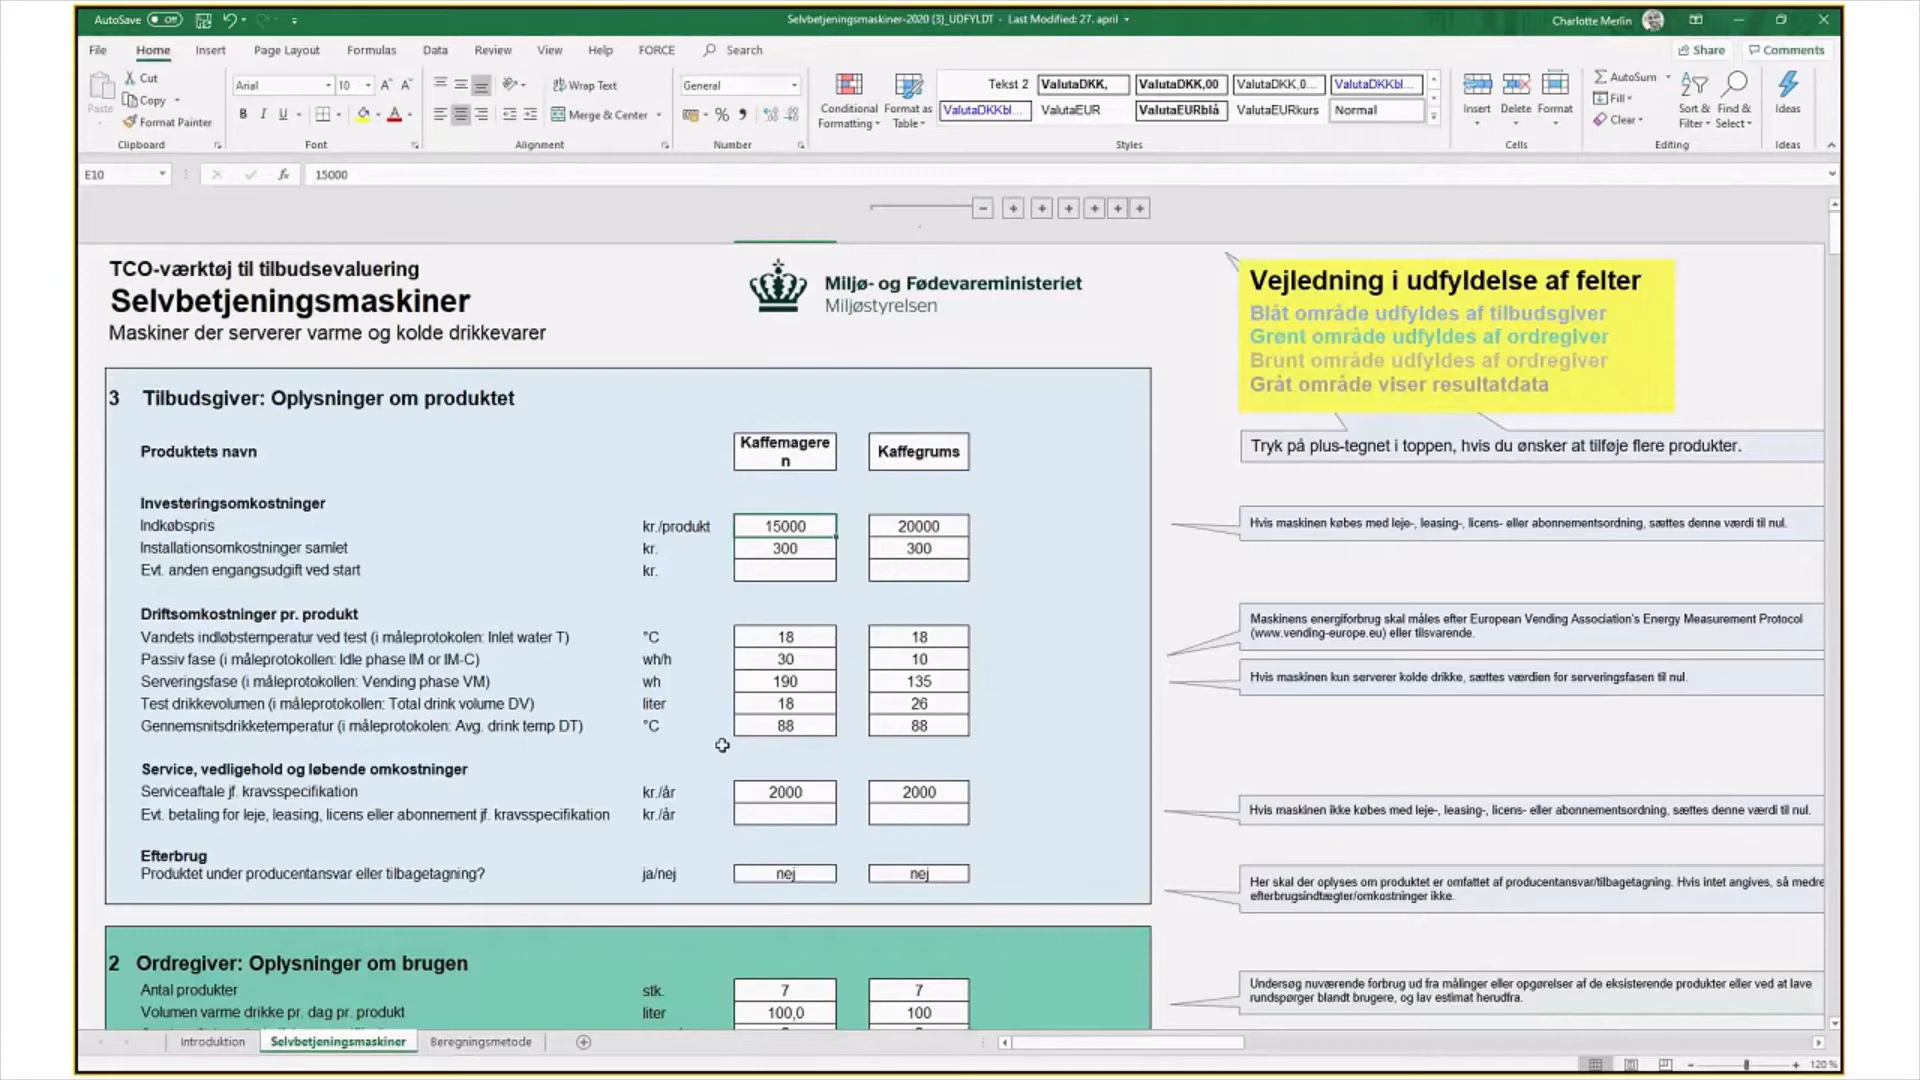 AutoSave Off
Selvbetjeningsmaskiner-2020 (3)_UDFYLDT - Last Modified: 27. april
Charlotte Merlin
File Home Insert Page Layout Formulas Data Review View Help FORCE Search
Share Comments
Paste
Cut
Copy
Format Painter
Clipboard
Arial 10
B I U
Font
Wrap Text
Merge & Center
Alignment
General
Number
Conditional Formatting
Format as Table
Tekst 2 ValutaDKK, ValutaDKK,00 ValutaDKK,0... ValutaDKKbl...
ValutaDKKbl... ValutaEUR ValutaEURblå ValutaEURkurs Normal
Styles
Insert Delete Format
Cells
AutoSum
Fill
Clear
Sort & Filter
Find & Select
Editing
Ideas
Ideas
E10 fx 15000
TCO-værktøj til tilbudsevaluering
Selvbetjeningsmaskiner
Maskiner der serverer varme og kolde drikkevarer
Miljø- og Fødevareministeriet
Miljøstyrelsen
Vejledning i udfyldelse af felter
Blåt område udfyldes af tilbudsgiver
Grønt område udfyldes af ordregiver
Brunt område udfyldes af ordregiver
Gråt område viser resultatdata
Tryk på plus-tegnet i toppen, hvis du ønsker at tilføje flere produkter.
3 Tilbudsgiver: Oplysninger om produktet
Produktets navn Kaffemageren Kaffegrums
Investeringsomkostninger
Indkøbspris kr./produkt 15000 20000
Hvis maskinen købes med leje-, leasing-, licens- eller abonnementsordning, sættes denne værdi til nul.
Installationsomkostninger samlet kr. 300 300
Evt. anden engangsudgift ved start kr.
Driftsomkostninger pr. produkt
Vandets indløbstemperatur ved test (i måleprotokolen: Inlet water T) °C 18 18
Passiv fase (i måleprotokollen: Idle phase IM or IM-C) wh/h 30 10
Serveringsfase (i måleprotokollen: Vending phase VM) wh 190 135
Test drikkevolumen (i måleprotokollen: Total drink volume DV) liter 18 26
Gennemsnitsdrikketemperatur (i måleprotokolen: Avg. drink temp DT) °C 88 88
Maskinens energiforbrug skal måles efter European Vending Association's Energy Measurement Protocol
(www.vending-europe.eu) eller tilsvarende.
Hvis maskinen kun serverer kolde drikke, sættes værdien for serveringsfasen til nul.
Service, vedligehold og løbende omkostninger
Serviceaftale jf. kravsspecifikation kr./år 2000 2000
Evt. betaling for leje, leasing, licens eller abonnement jf. kravsspecifikation kr./år
Hvis maskinen ikke købes med leje-, leasing-, licens- eller abonnementsordning, sættes denne værdi til nul.
Efterbrug
Produktet under producentansvar eller tilbagetagning? ja/nej nej nej
Her skal der oplyses om produktet er omfattet af producentansvar/tilbagetagning. Hvis intet angives, så medre
efterbrugsindtægter/omkostninger ikke.
2 Ordregiver: Oplysninger om brugen
Antal produkter stk. 7 7
Volumen varme drikke pr. dag pr. produkt liter 100,0 100
Undersøg nuværende forbrug ud fra målinger eller opgørelser af de eksisterende produkter eller ved at lave
rundspørger blandt brugere, og lav estimat herudfra.
Introduktion Selvbetjeningsmaskiner Beregningsmetode
120 %